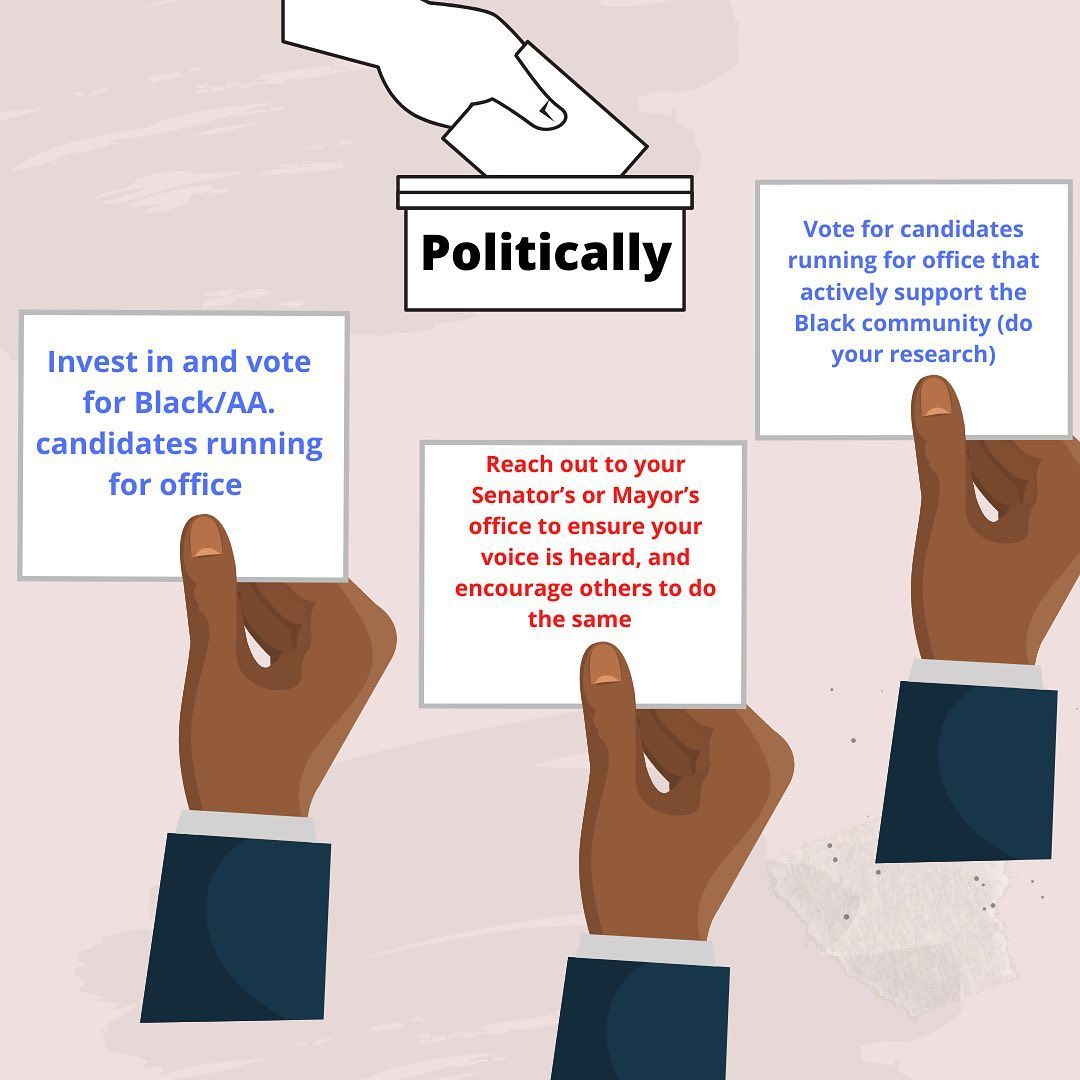 Politically
Invest in and vote
for Black/AA.
candidates running
for office
Reach out to your
Senator’s or Mayor’s
office to ensure your
voice is heard, and
encourage others to do
the same
Vote for candidates
running for office that
actively support the
Black community (do
your research)